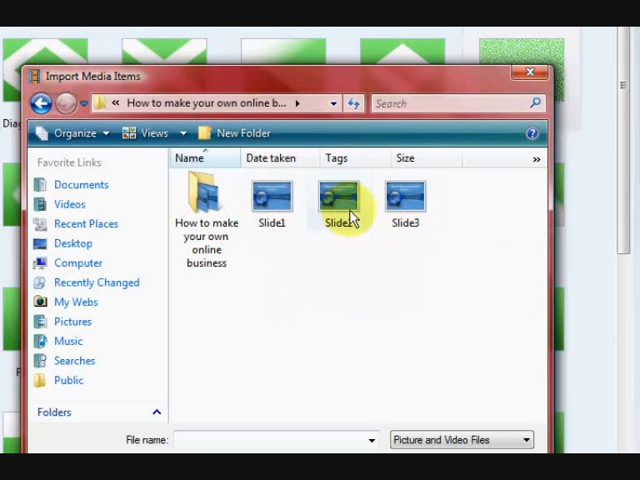 Import Media Items
« How to make your own online b...
Search
Organize
Views
New Folder
Favorite Links
Documents
Videos
Recent Places
Desktop
Computer
Recently Changed
My Webs
Pictures
Music
Searches
Public
Folders
Name
Date taken
Tags
Size
»
How to make
your own
online
business
Slide1
Slide2
Slide3
File name:
Picture and Video Files